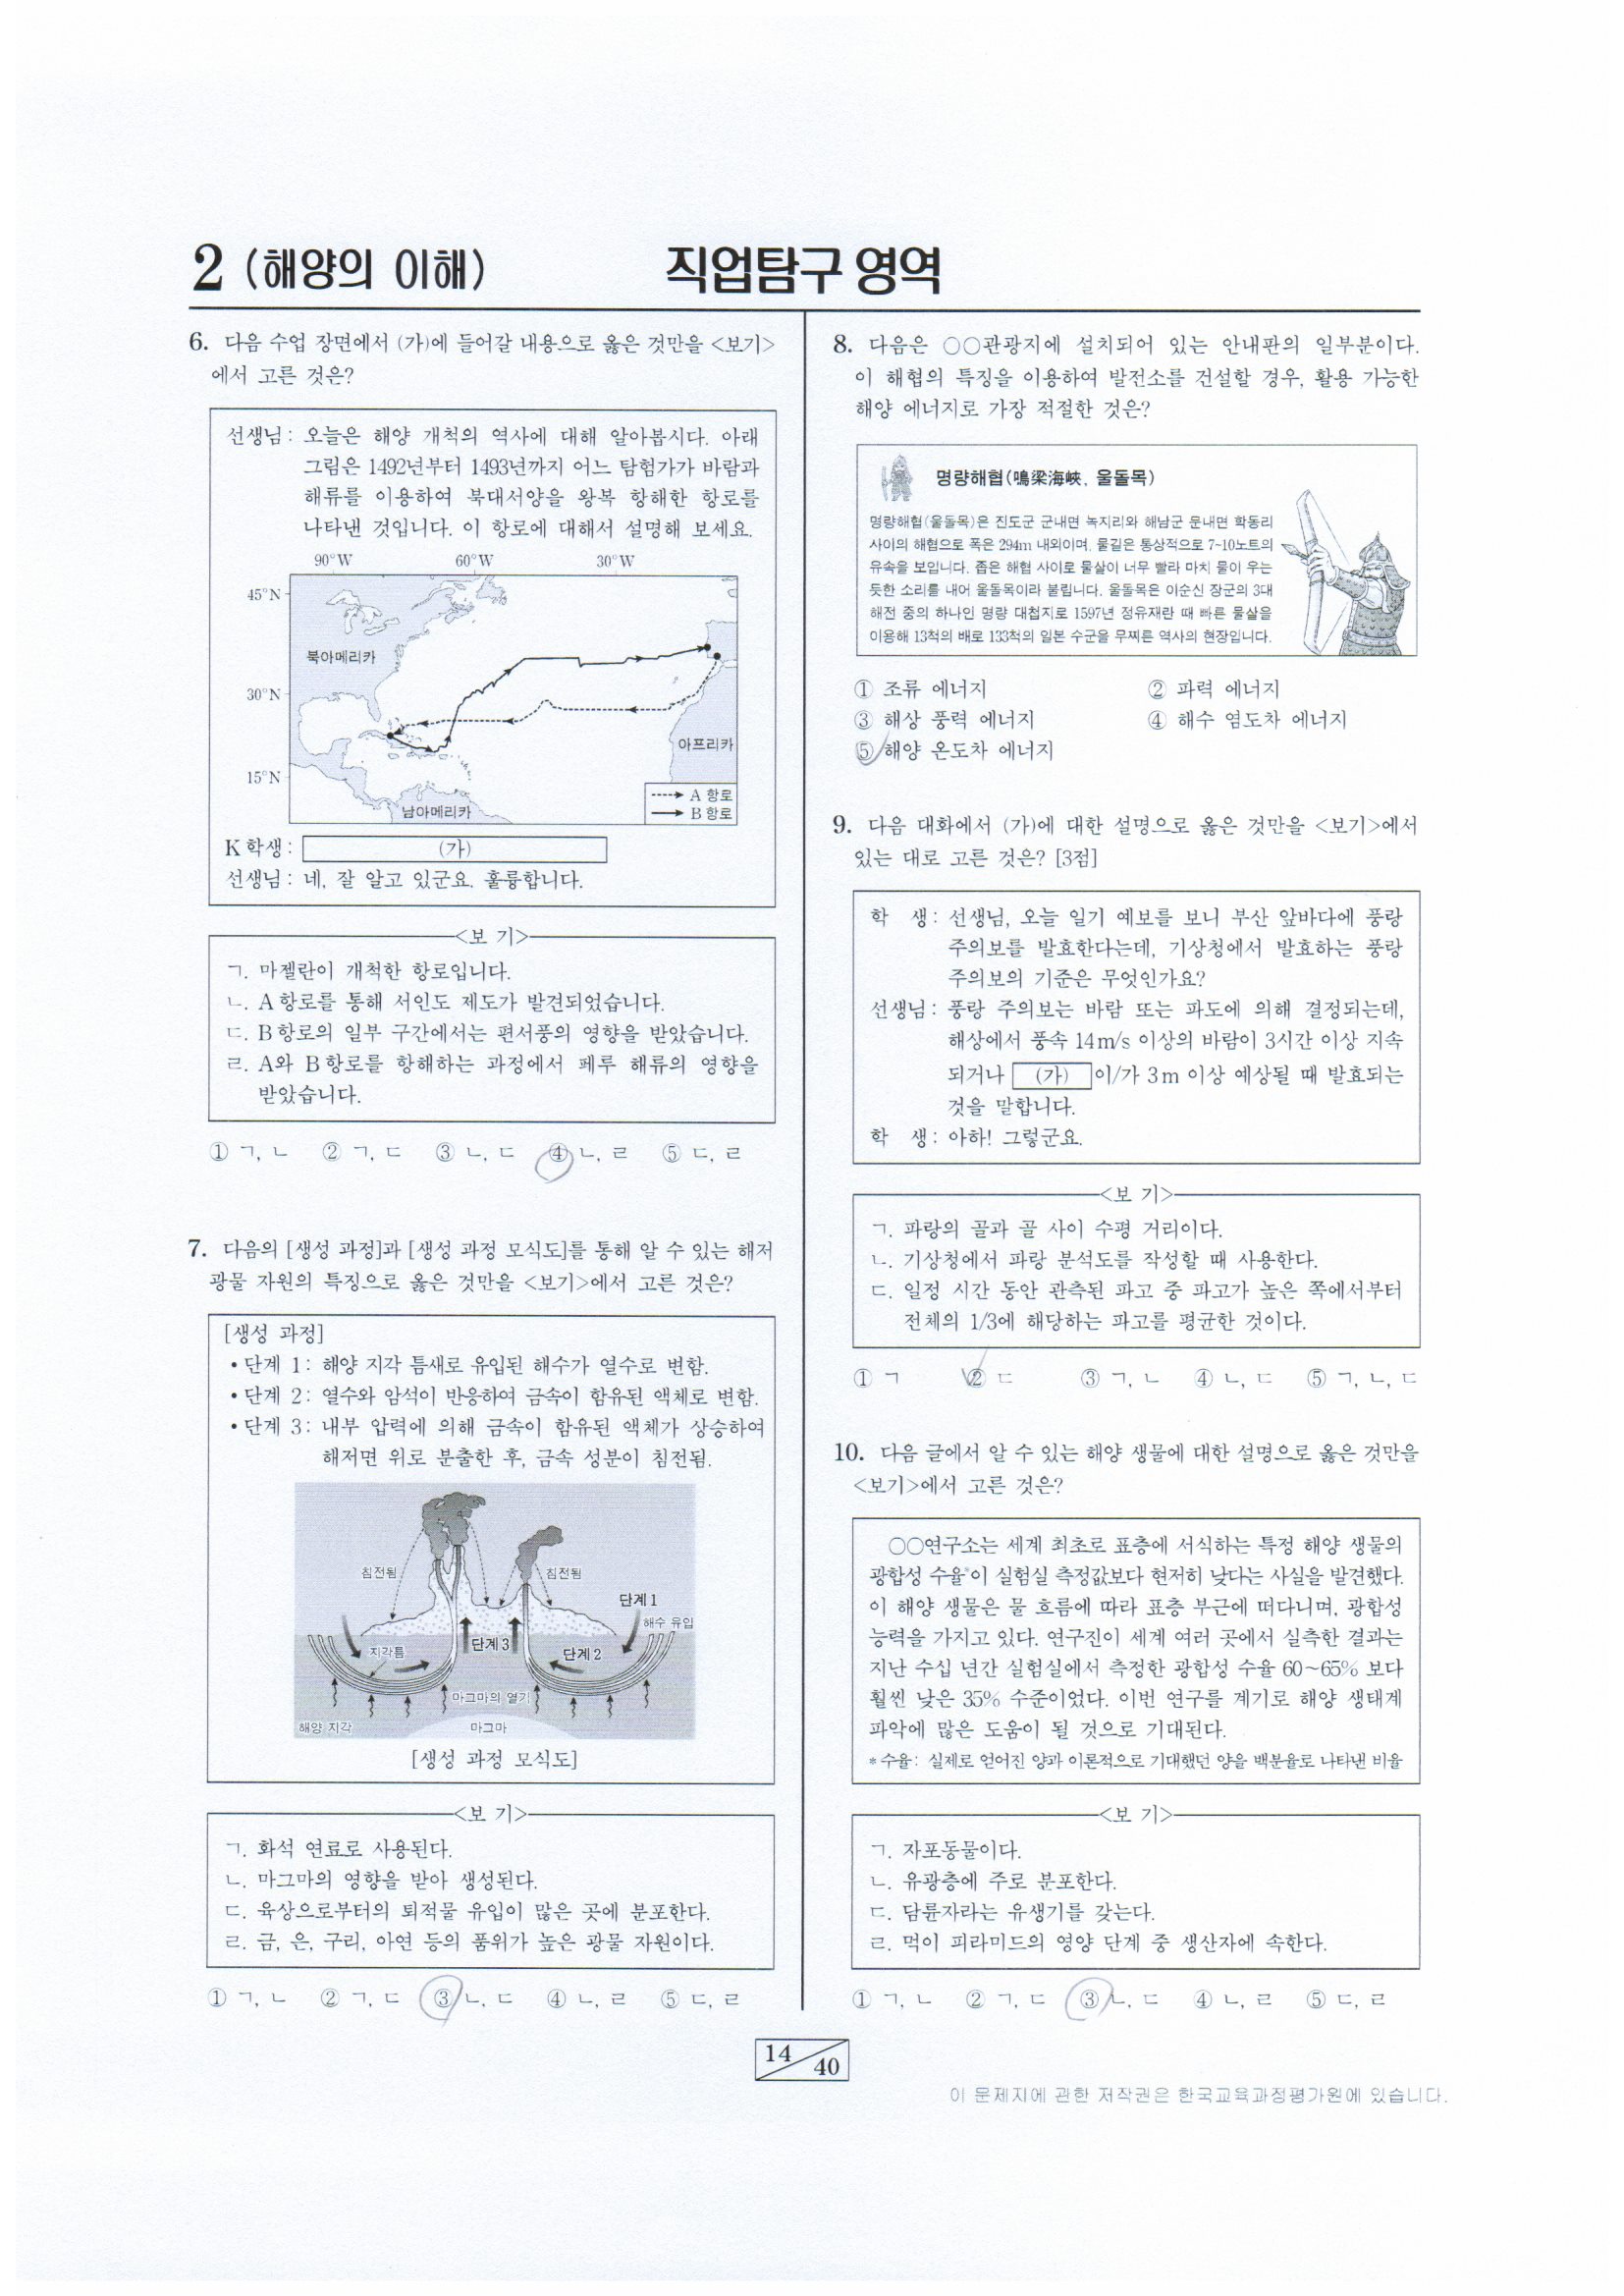 2 (해양의 이해)
직업탐구 영역
6. 다음 수업 장면에서 (가)에 들어갈 내용으로 옳은 것만을 <보기>
에서 고른 것은?
선생님 : 오늘은 해양 개척의 역사에 대해 알아봅시다. 아래
그림은 1492년부터 1493년까지 어느 탐험가가 바람과
해류를 이용하여 북대서양을 왕복 항해한 항로를
나타낸 것입니다. 이 항로에 대해서 설명해 보세요.
90°W 60°W 30°W
45°N
북아메리카
30°N
아프리카
15°N
남아메리카
A 항로
B 항로
K 학생 : (가)
선생님 : 네, 잘 알고 있군요. 훌륭합니다.
<보 기>
ㄱ. 마젤란이 개척한 항로입니다.
ㄴ. A 항로를 통해 서인도 제도가 발견되었습니다.
ㄷ. B 항로의 일부 구간에서는 편서풍의 영향을 받았습니다.
ㄹ. A와 B 항로를 항해하는 과정에서 페루 해류의 영향을
받았습니다.
① ㄱ, ㄴ ② ㄱ, ㄷ ③ ㄴ, ㄷ ④ ㄴ, ㄹ ⑤ ㄷ, ㄹ
7. 다음의 [생성 과정]과 [생성 과정 모식도]를 통해 알 수 있는 해저
광물 자원의 특징으로 옳은 것만을 <보기>에서 고른 것은?
[생성 과정]
• 단계 1 : 해양 지각 틈새로 유입된 해수가 열수로 변함.
• 단계 2 : 열수와 암석이 반응하여 금속이 함유된 액체로 변함.
• 단계 3 : 내부 압력에 의해 금속이 함유된 액체가 상승하여
해저면 위로 분출한 후, 금속 성분이 침전됨.
침전됨
침전됨
단계1
해수 유입
지각틈
단계3
단계2
마그마의 열기
해양 지각
마그마
[생성 과정 모식도]
<보 기>
ㄱ. 화석 연료로 사용된다.
ㄴ. 마그마의 영향을 받아 생성된다.
ㄷ. 육상으로부터의 퇴적물 유입이 많은 곳에 분포한다.
ㄹ. 금, 은, 구리, 아연 등의 품위가 높은 광물 자원이다.
① ㄱ, ㄴ ② ㄱ, ㄷ ③ ㄴ, ㄷ ④ ㄴ, ㄹ ⑤ ㄷ, ㄹ
8. 다음은 ○○관광지에 설치되어 있는 안내판의 일부분이다.
이 해협의 특징을 이용하여 발전소를 건설할 경우, 활용 가능한
해양 에너지로 가장 적절한 것은?
명량해협(鳴梁海峽, 울돌목)
명량해협(울돌목)은 진도군 군내면 녹지리와 해남군 문내면 학동리
사이의 해협으로 폭은 294m 내외이며, 물길은 통상적으로 7~10노트의
유속을 보입니다. 좁은 해협 사이로 물살이 너무 빨라 마치 물이 우는
듯한 소리를 내어 울돌목이라 불립니다. 울돌목은 이순신 장군의 3대
해전 중의 하나인 명량 대첩지로 1597년 정유재란 때 빠른 물살을
이용해 13척의 배로 133척의 일본 수군을 무찌른 역사의 현장입니다.
① 조류 에너지 ② 파력 에너지
③ 해상 풍력 에너지 ④ 해수 염도차 에너지
⑤ 해양 온도차 에너지
9. 다음 대화에서 (가)에 대한 설명으로 옳은 것만을 <보기>에서
있는 대로 고른 것은? [3점]
학 생 : 선생님, 오늘 일기 예보를 보니 부산 앞바다에 풍랑
주의보를 발효한다는데, 기상청에서 발효하는 풍랑
주의보의 기준은 무엇인가요?
선생님 : 풍랑 주의보는 바람 또는 파도에 의해 결정되는데,
해상에서 풍속 14m/s 이상의 바람이 3시간 이상 지속
되거나 (가) 이/가 3m 이상 예상될 때 발효되는
것을 말합니다.
학 생 : 아하! 그렇군요.
<보 기>
ㄱ. 파랑의 골과 골 사이 수평 거리이다.
ㄴ. 기상청에서 파랑 분석도를 작성할 때 사용한다.
ㄷ. 일정 시간 동안 관측된 파고 중 파고가 높은 쪽에서부터
전체의 1/3에 해당하는 파고를 평균한 것이다.
① ㄱ ② ㄷ ③ ㄱ, ㄴ ④ ㄴ, ㄷ ⑤ ㄱ, ㄴ, ㄷ
10. 다음 글에서 알 수 있는 해양 생물에 대한 설명으로 옳은 것만을
<보기>에서 고른 것은?
○○연구소는 세계 최초로 표층에 서식하는 특정 해양 생물의
광합성 수율*이 실험실 측정값보다 현저히 낮다는 사실을 발견했다.
이 해양 생물은 물 흐름에 따라 표층 부근에 떠다니며, 광합성
능력을 가지고 있다. 연구진이 세계 여러 곳에서 실측한 결과는
지난 수십 년간 실험실에서 측정한 광합성 수율 60~65% 보다
훨씬 낮은 35% 수준이었다. 이번 연구를 계기로 해양 생태계
파악에 많은 도움이 될 것으로 기대된다.
* 수율 : 실제로 얻어진 양과 이론적으로 기대했던 양을 백분율로 나타낸 비율
<보 기>
ㄱ. 자포동물이다.
ㄴ. 유광층에 주로 분포한다.
ㄷ. 담륜자라는 유생기를 갖는다.
ㄹ. 먹이 피라미드의 영양 단계 중 생산자에 속한다.
① ㄱ, ㄴ ② ㄱ, ㄷ ③ ㄴ, ㄷ ④ ㄴ, ㄹ ⑤ ㄷ, ㄹ
14 40
이 문제지에 관한 저작권은 한국교육과정평가원에 있습니다.